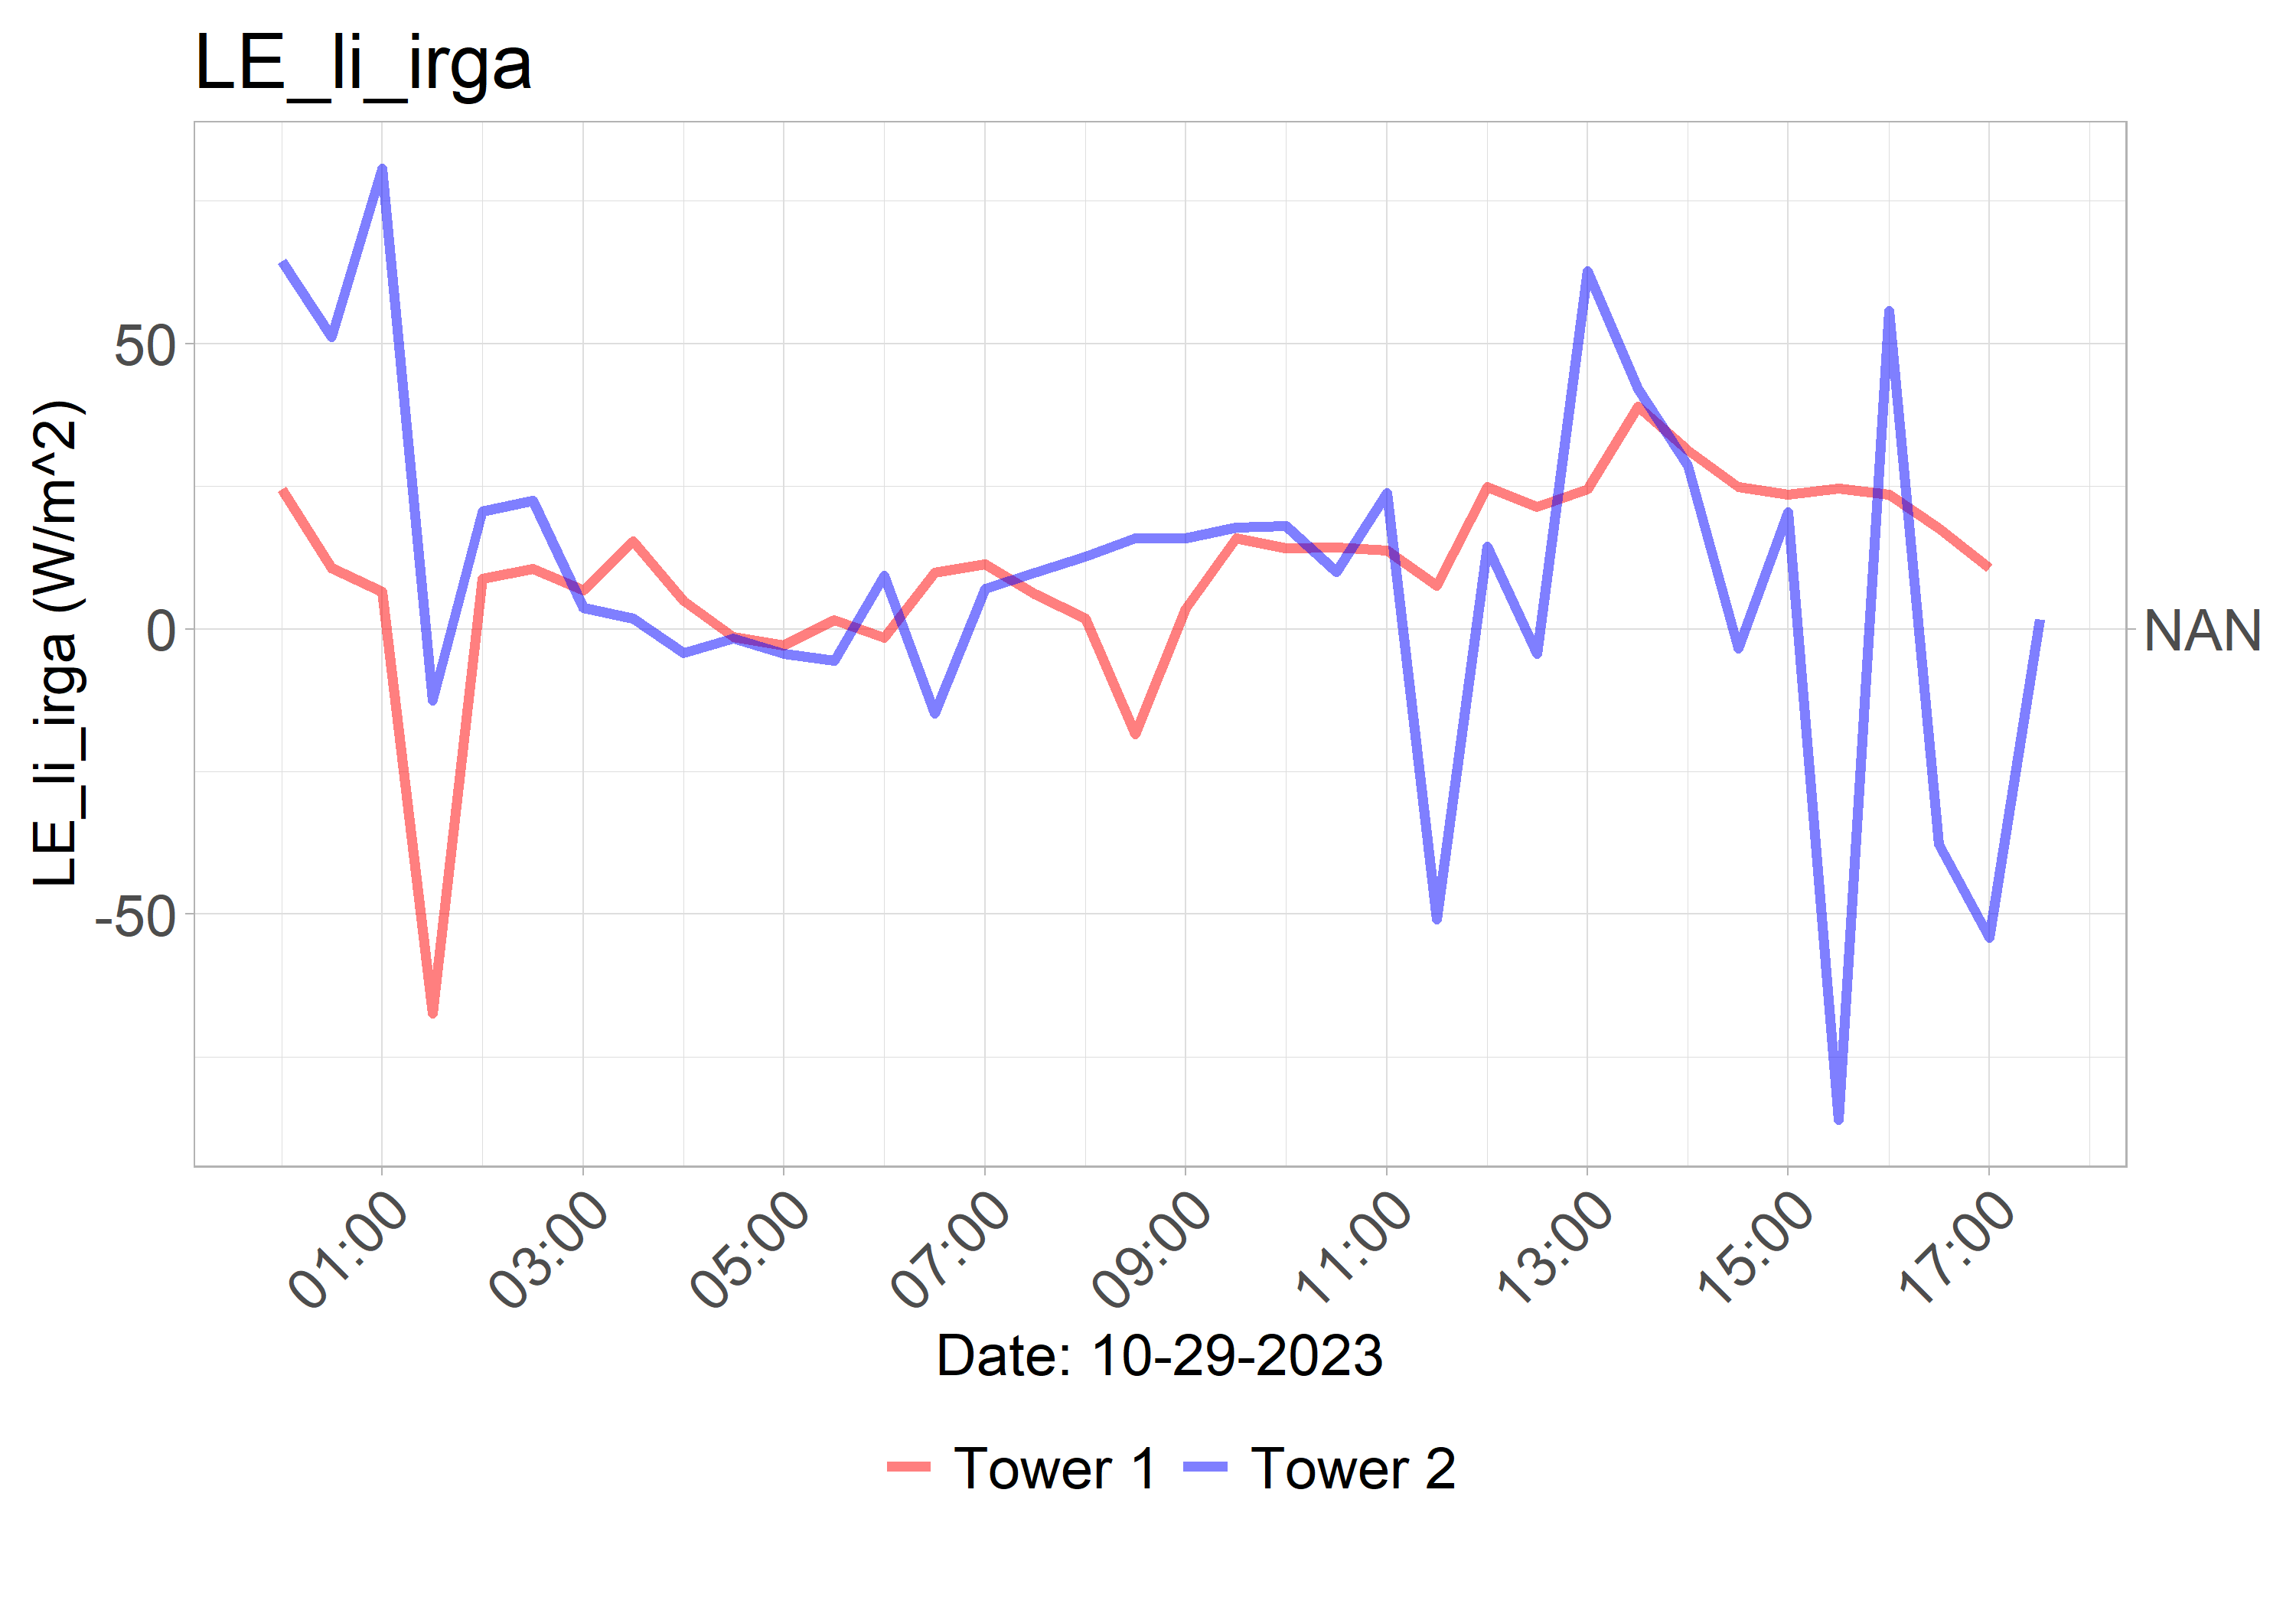 LE_li_irga
LE_li_irga (W/m^2)
50
0
-50
NAN
01:00
03:00
05:00
07:00
09:00
11:00
13:00
15:00
17:00
Date: 10-29-2023
Tower 1
Tower 2